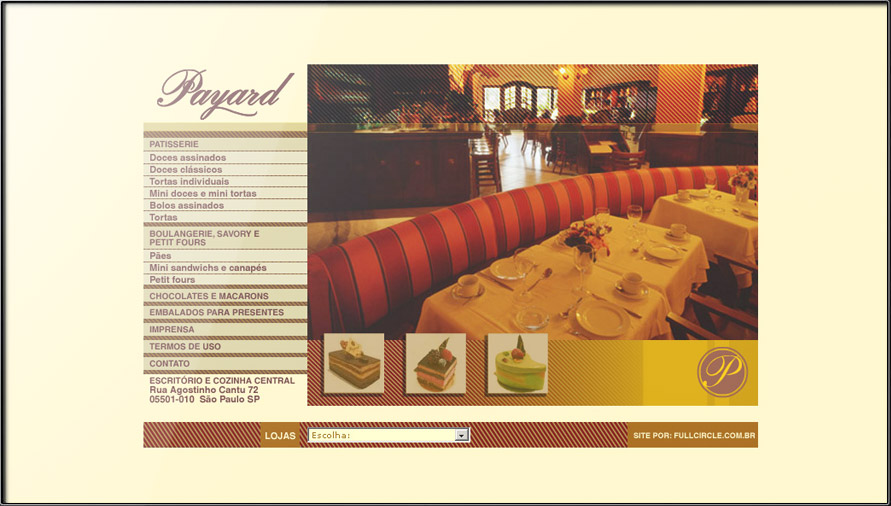 Payard
PATISSERIE
Doces assinados
Doces clássicos
Tortas individuais
Mini doces e mini tortas
Bolos assinados
Tortas
BOULANGERIE, SAVORY E
PETIT FOURS
Pães
Mini sandwichs e canapés
Petit fours
CHOCOLATES E MACARONS
EMBALADOS PARA PRESENTES
IMPRENSA
TERMOS DE USO
CONTATO
ESCRITÓRIO E COZINHA CENTRAL
Rua Agostinho Cantu 72
05501-010 São Paulo SP
P
LOJAS
Escolha:
SITE POR: FULLCIRCLE.COM.BR